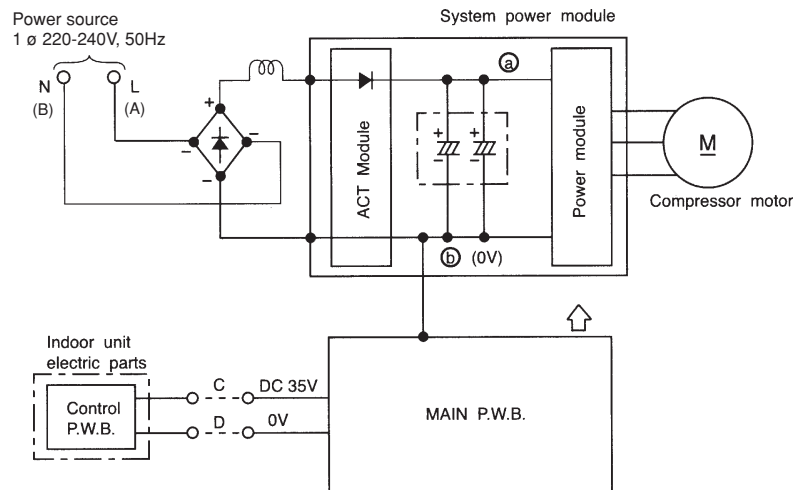 System power module
Power source
1 ø 220-240V, 50Hz
N
L
(B)
(A)
a
+
-
-
-
+
-
+
-
ACT Module
Power module
M
Compressor motor
b (0V)
Indoor unit
electric parts
Control
P.W.B.
C
DC 35V
D
0V
MAIN P.W.B.